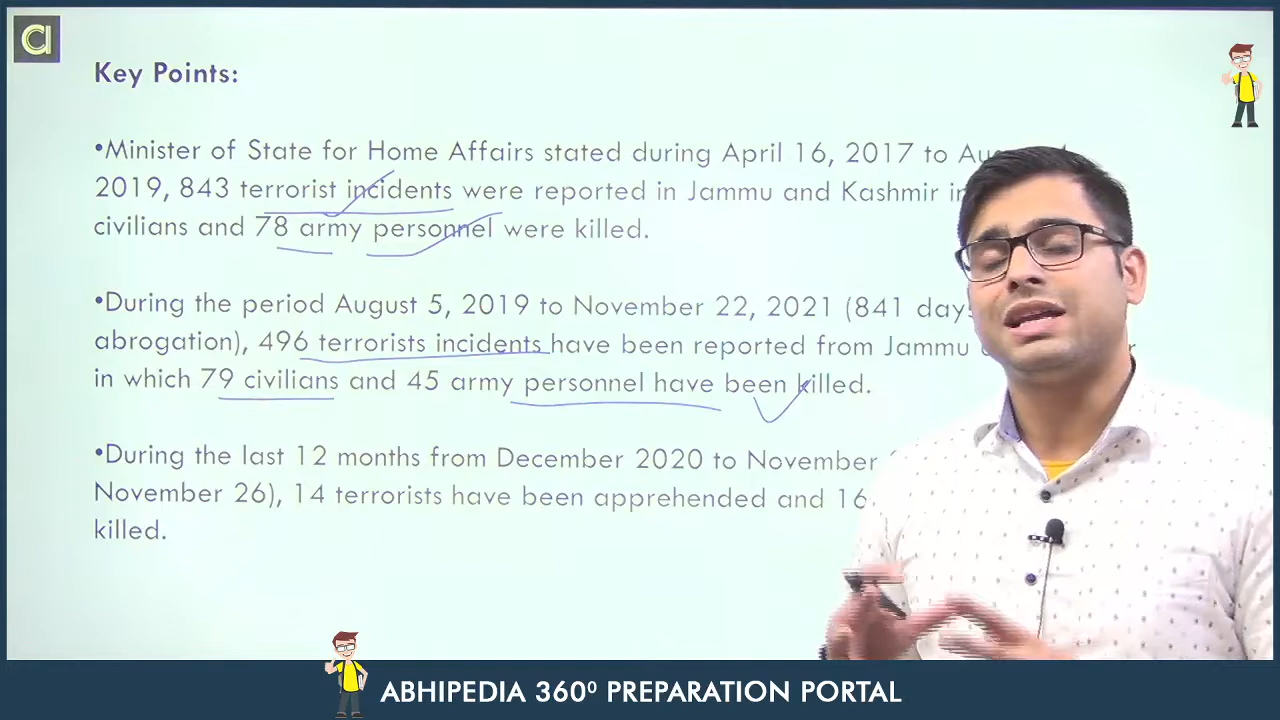 a
Key Points:
•Minister of State for Home Affairs stated during April 16, 2017 to
2019, 843 terrorist incidents were reported in Jammu and Kashmir in
civilians and 78 army personnel were killed.
•During the period August 5, 2019 to November 22, 2021 (841 days
abrogation), 496 terrorists incidents have been reported from Jammu
in which 79 civilians and 45 army personnel have been killed.
•During the last 12 months from December 2020 to November
November 26), 14 terrorists have been apprehended and
killed.
ABHIPEDIA 360⁰ PREPARATION PORTAL